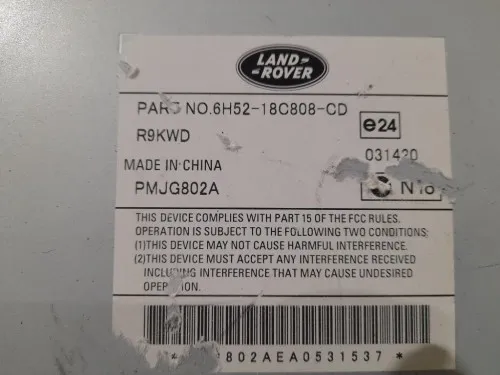 LAND-
-ROVER
PART NO.6H52-18C808-CD
R9KWD
e24
031420
MADE IN CHINA
PMJG802A
N18
THIS DEVICE COMPLIES WITH PART 15 OF THE FCC RULES.
OPERATION IS SUBJECT TO THE FOLLOWING TWO CONDITIONS:
(1)THIS DEVICE MAY NOT CAUSE HARMFUL INTERFERENCE.
(2)THIS DEVICE MUST ACCEPT ANY INTERFERENCE RECEIVED
INCLUDING INTERFERENCE THAT MAY CAUSE UNDESIRED
OPERATION.
802AEA0531537 *